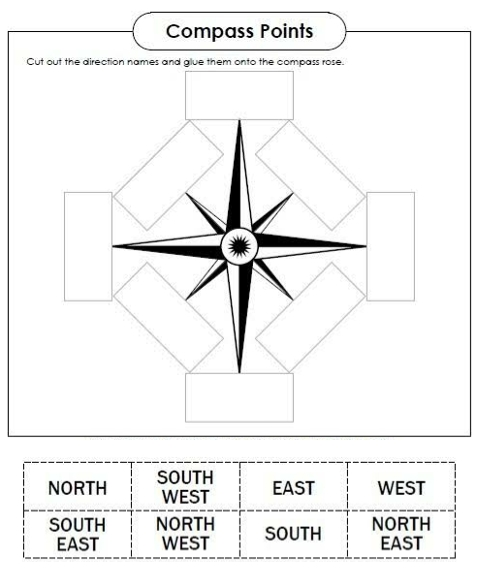 Compass Points
Cut out the direction names and glue them onto the compass rose.
NORTH
SOUTH
WEST
EAST
WEST
SOUTH
EAST
NORTH
WEST
SOUTH
NORTH
EAST